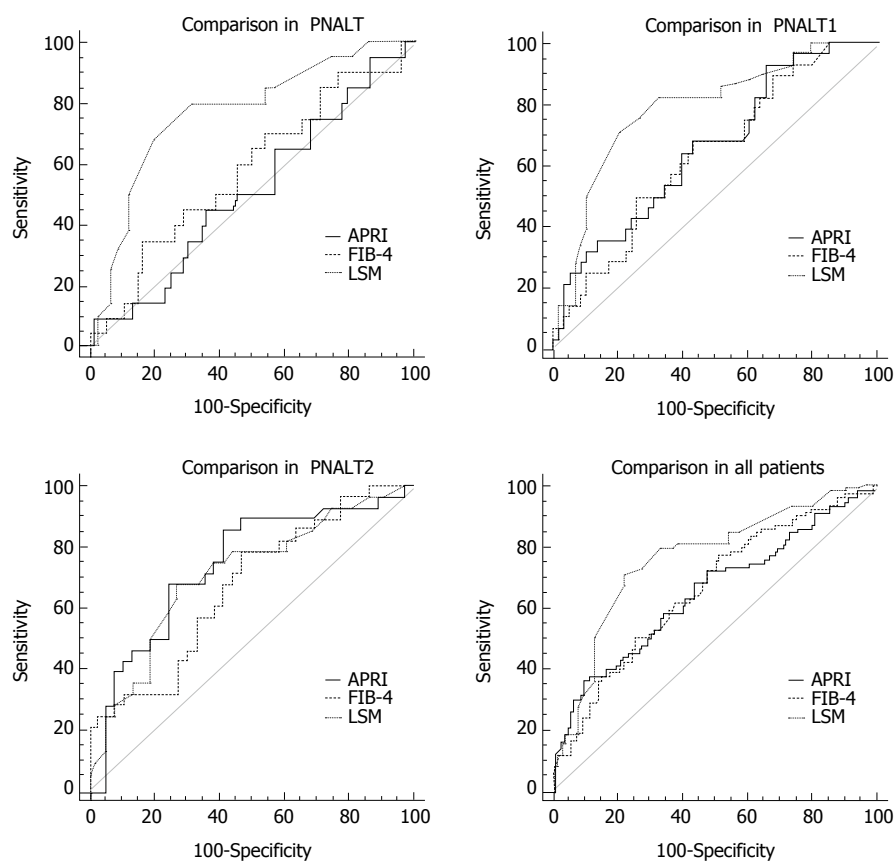 Comparison in PNALT
100
80
60
40
20
0
Sensitivity
APRI
FIB-4
LSM
0 20 40 60 80 100
100-Specificity
Comparison in PNALT1
100
80
60
40
20
0
Sensitivity
APRI
FIB-4
LSM
0 20 40 60 80 100
100-Specificity
Comparison in PNALT2
100
80
60
40
20
0
Sensitivity
APRI
FIB-4
LSM
0 20 40 60 80 100
100-Specificity
Comparison in all patients
100
80
60
40
20
0
Sensitivity
APRI
FIB-4
LSM
0 20 40 60 80 100
100-Specificity